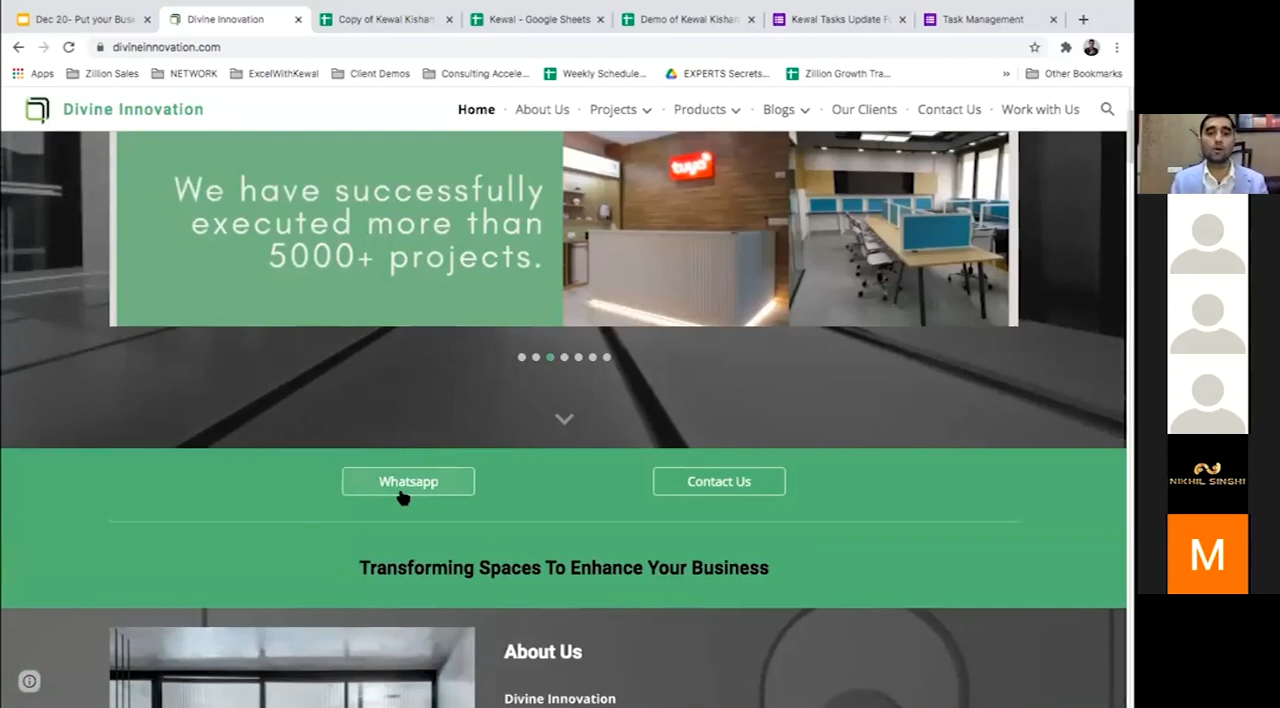 Dec 20- Put your Busi
Divine Innovation
Copy of Kewal Kishan
Kewal - Google Sheets
Demo of Kewal Kishan
Kewal Tasks Update F
Task Management
divineinnovation.com
Apps
Zillion Sales
NETWORK
ExcelWithKewal
Client Demos
Consulting Accele...
Weekly Schedule...
EXPERTS Secrets...
Zillion Growth Tra...
»
Other Bookmarks
Divine Innovation
Home · About Us · Projects · Products · Blogs · Our Clients · Contact Us · Work with Us
We have successfully
executed more than
5000+ projects.
tuya
Whatsapp
Contact Us
Transforming Spaces To Enhance Your Business
About Us
Divine Innovation
NIKHIL SINGHI
M